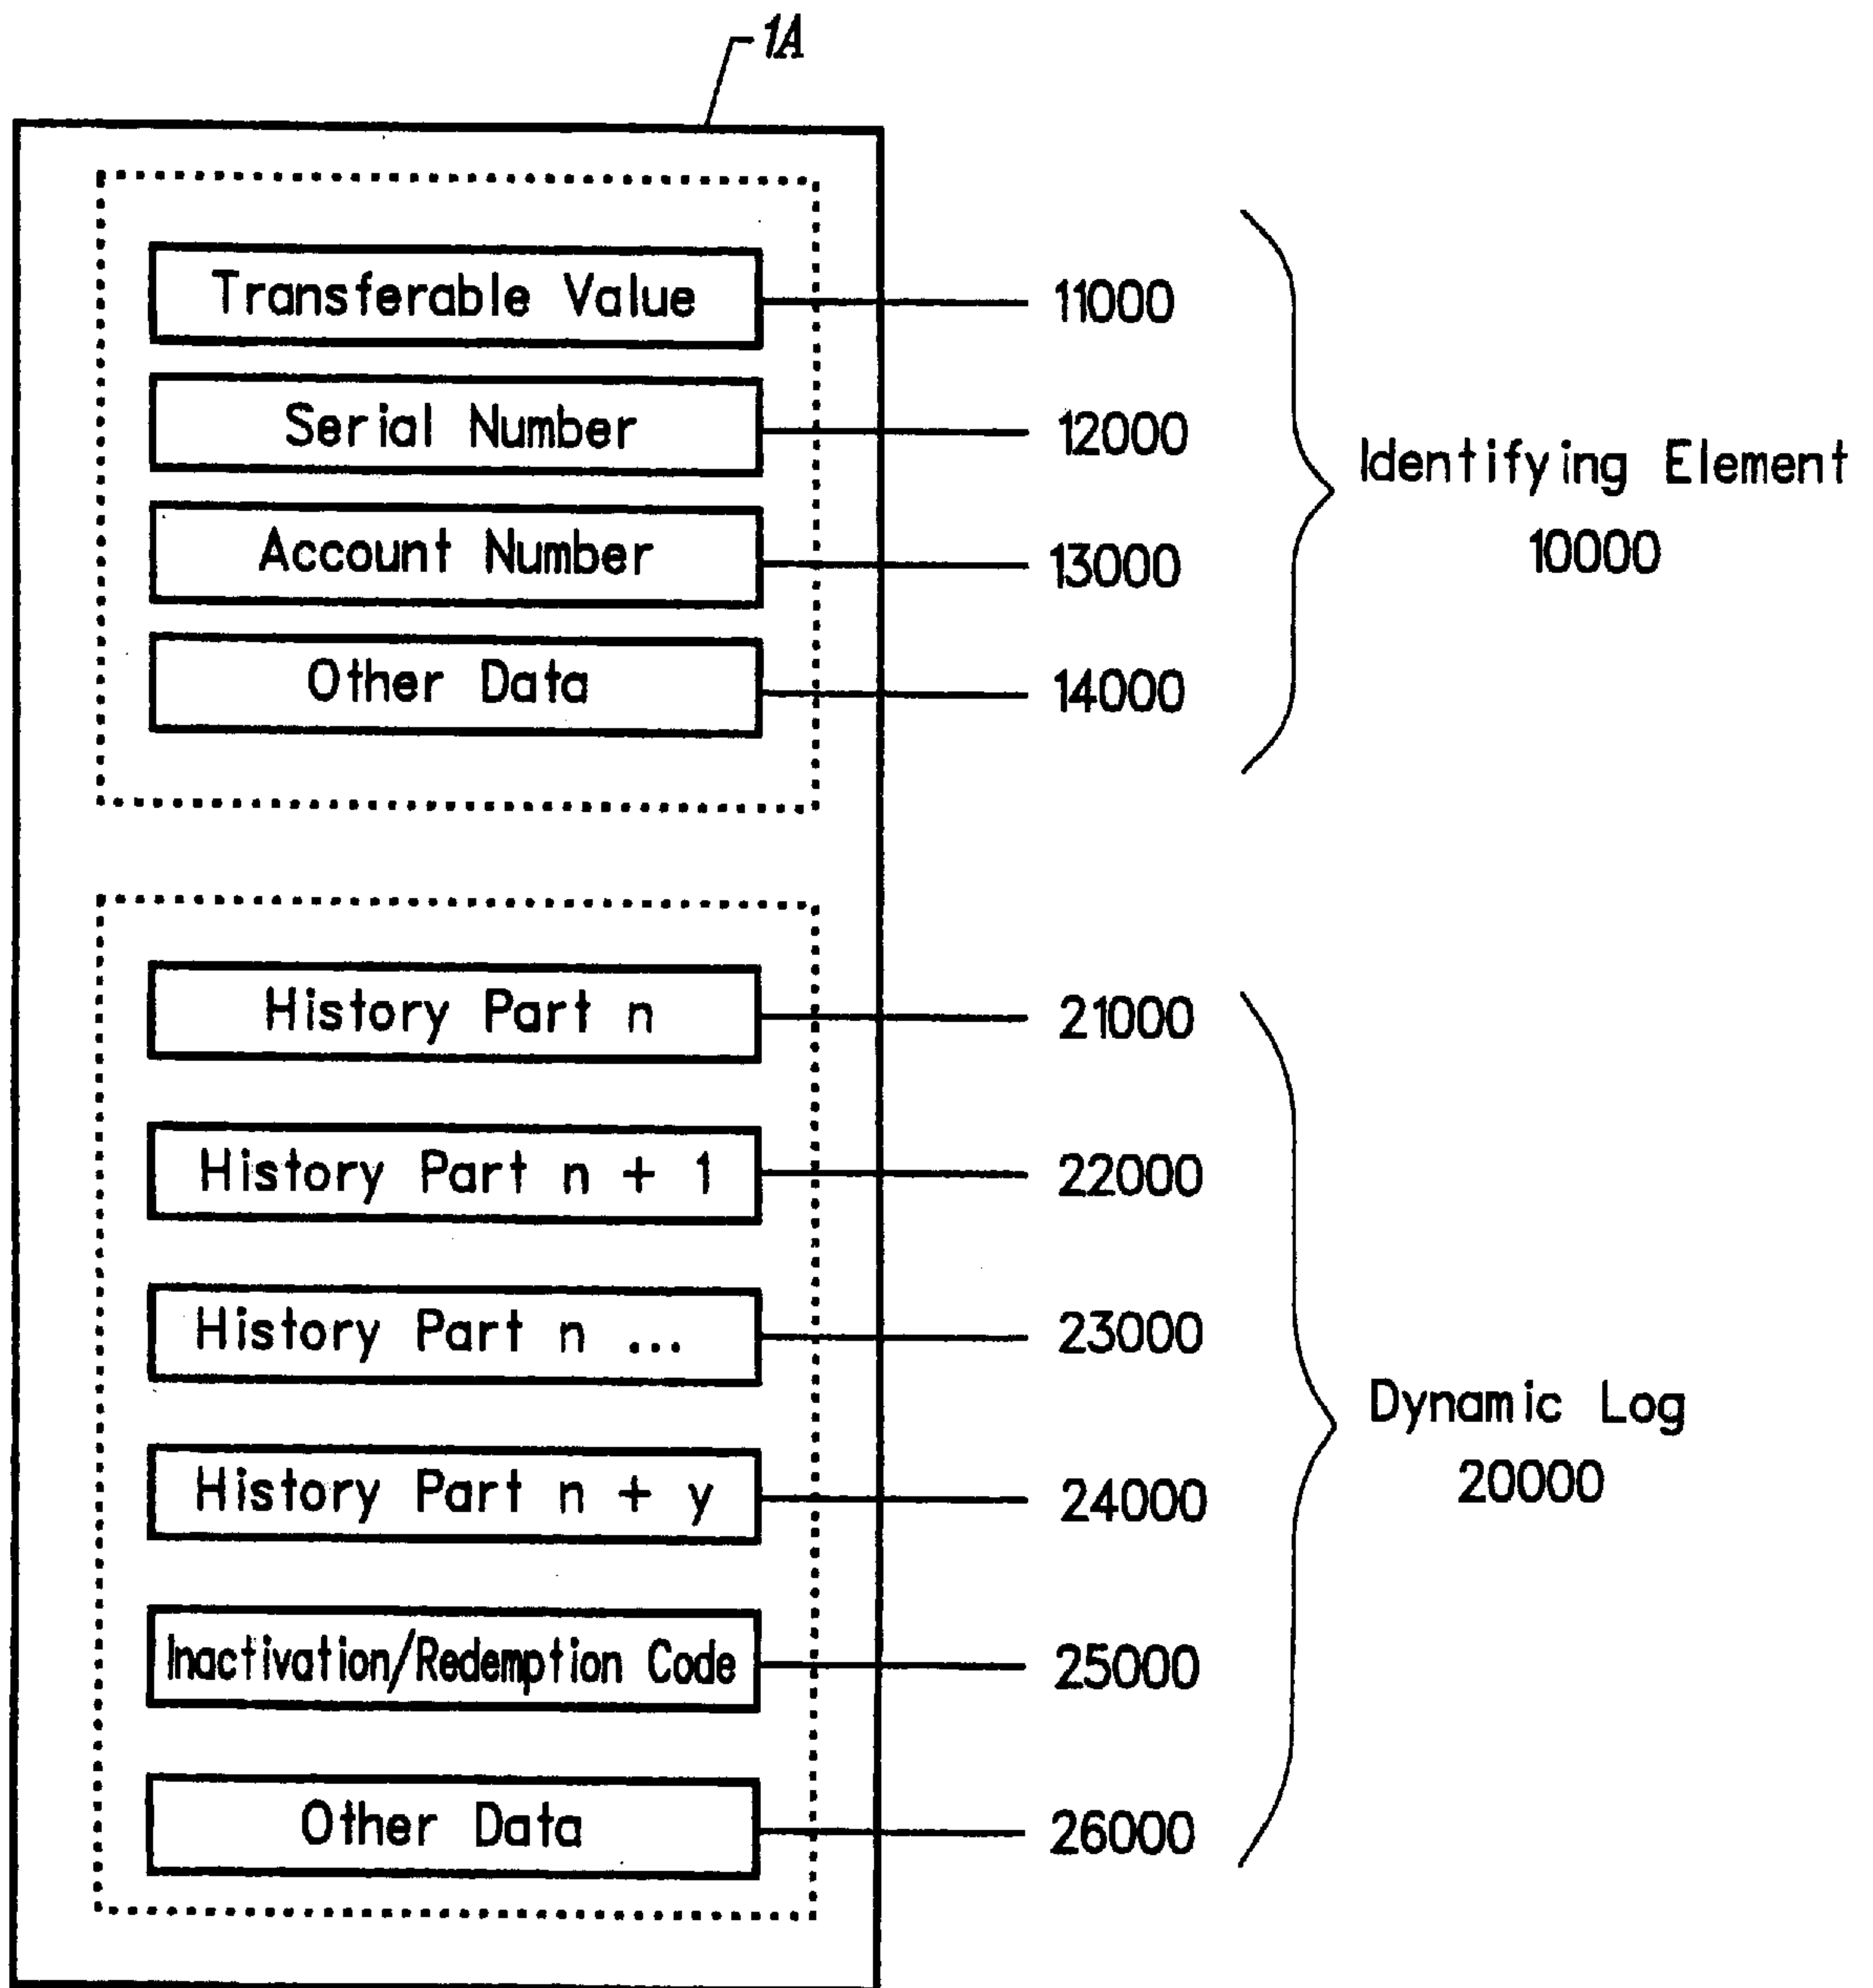 1A
Transferable Value 11000
Serial Number 12000
Account Number 13000
Other Data 14000
Identifying Element
10000
History Part n 21000
History Part n + 1 22000
History Part n ... 23000
History Part n + y 24000
Inactivation/Redemption Code 25000
Other Data 26000
Dynamic Log
20000